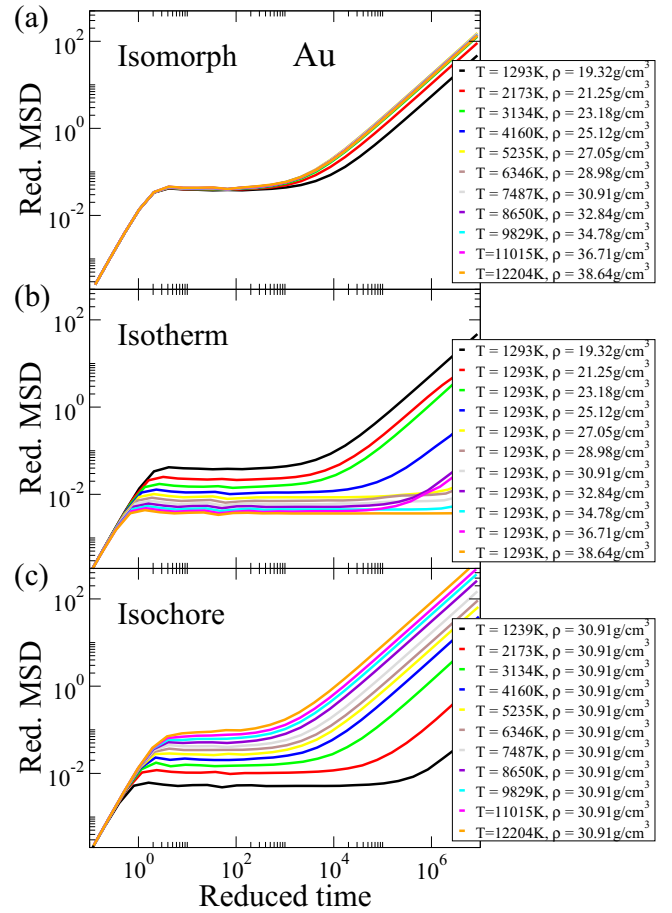 (a)
Isomorph Au
Red. MSD
10^2
10^0
10^-2
T = 1293K, ρ = 19.32g/cm^3
T = 2173K, ρ = 21.25g/cm^3
T = 3134K, ρ = 23.18g/cm^3
T = 4160K, ρ = 25.12g/cm^3
T = 5235K, ρ = 27.05g/cm^3
T = 6346K, ρ = 28.98g/cm^3
T = 7487K, ρ = 30.91g/cm^3
T = 8650K, ρ = 32.84g/cm^3
T = 9829K, ρ = 34.78g/cm^3
T=11015K, ρ = 36.71g/cm^3
T=12204K, ρ = 38.64g/cm^3
(b)
Isotherm
Red. MSD
10^2
10^0
10^-2
T = 1293K, ρ = 19.32g/cm^3
T = 1293K, ρ = 21.25g/cm^3
T = 1293K, ρ = 23.18g/cm^3
T = 1293K, ρ = 25.12g/cm^3
T = 1293K, ρ = 27.05g/cm^3
T = 1293K, ρ = 28.98g/cm^3
T = 1293K, ρ = 30.91g/cm^3
T = 1293K, ρ = 32.84g/cm^3
T = 1293K, ρ = 34.78g/cm^3
T = 1293K, ρ = 36.71g/cm^3
T = 1293K, ρ = 38.64g/cm^3
(c)
Isochore
Red. MSD
10^2
10^0
10^-2
T = 1239K, ρ = 30.91g/cm^3
T = 2173K, ρ = 30.91g/cm^3
T = 3134K, ρ = 30.91g/cm^3
T = 4160K, ρ = 30.91g/cm^3
T = 5235K, ρ = 30.91g/cm^3
T = 6346K, ρ = 30.91g/cm^3
T = 7487K, ρ = 30.91g/cm^3
T = 8650K, ρ = 30.91g/cm^3
T = 9829K, ρ = 30.91g/cm^3
T=11015K, ρ = 30.91g/cm^3
T=12204K, ρ = 30.91g/cm^3
10^0 10^2 10^4 10^6
Reduced time